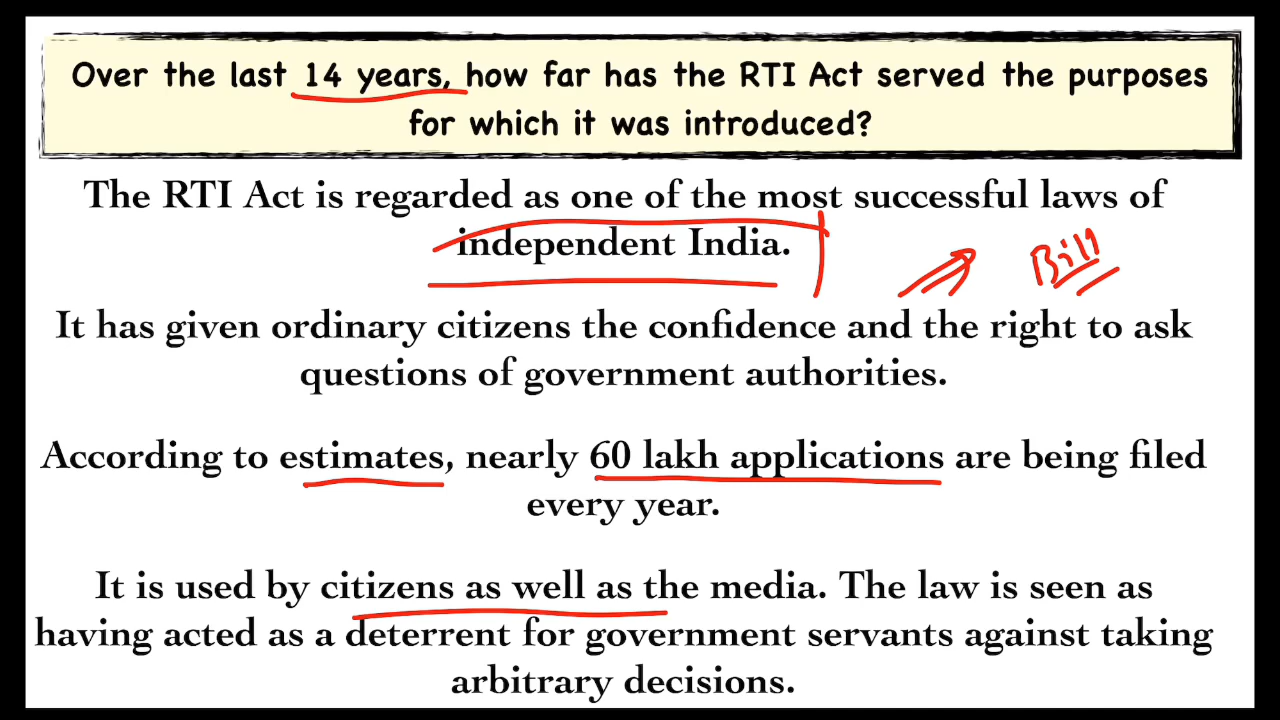 Over the last 14 years, how far has the RTI Act served the purposes
for which it was introduced?
The RTI Act is regarded as one of the most successful laws of
independent India.
Bill
It has given ordinary citizens the confidence and the right to ask
questions of government authorities.
According to estimates, nearly 60 lakh applications are being filed
every year.
It is used by citizens as well as the media. The law is seen as
having acted as a deterrent for government servants against taking
arbitrary decisions.